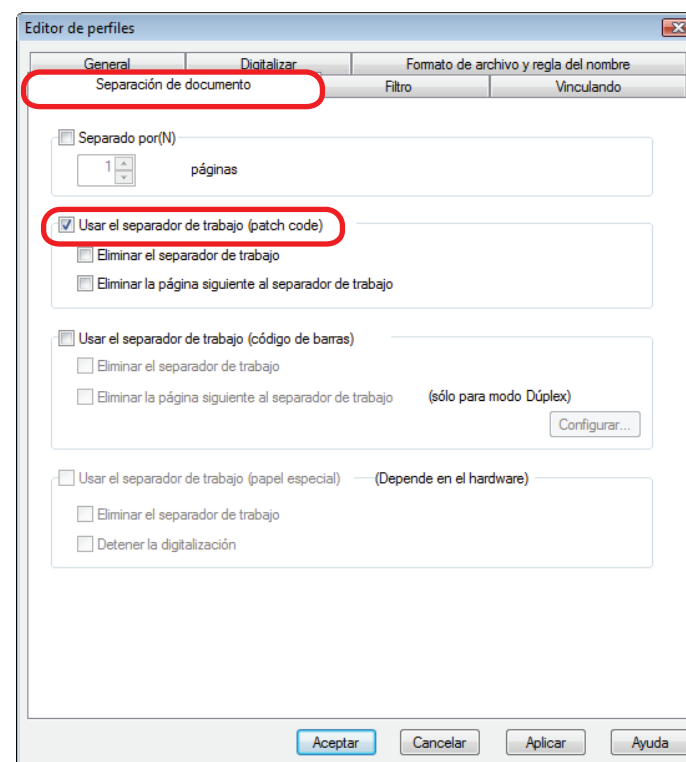 Editor de perfiles
General Digitalizar Formato de archivo y regla del nombre
Separación de documento Filtro Vinculando
Separado por(N)
1 páginas
Usar el separador de trabajo (patch code)
Eliminar el separador de trabajo
Eliminar la página siguiente al separador de trabajo
Usar el separador de trabajo (código de barras)
Eliminar el separador de trabajo
Eliminar la página siguiente al separador de trabajo (sólo para modo Dúplex)
Configurar...
Usar el separador de trabajo (papel especial) (Depende en el hardware)
Eliminar el separador de trabajo
Detener la digitalización
Aceptar Cancelar Aplicar Ayuda